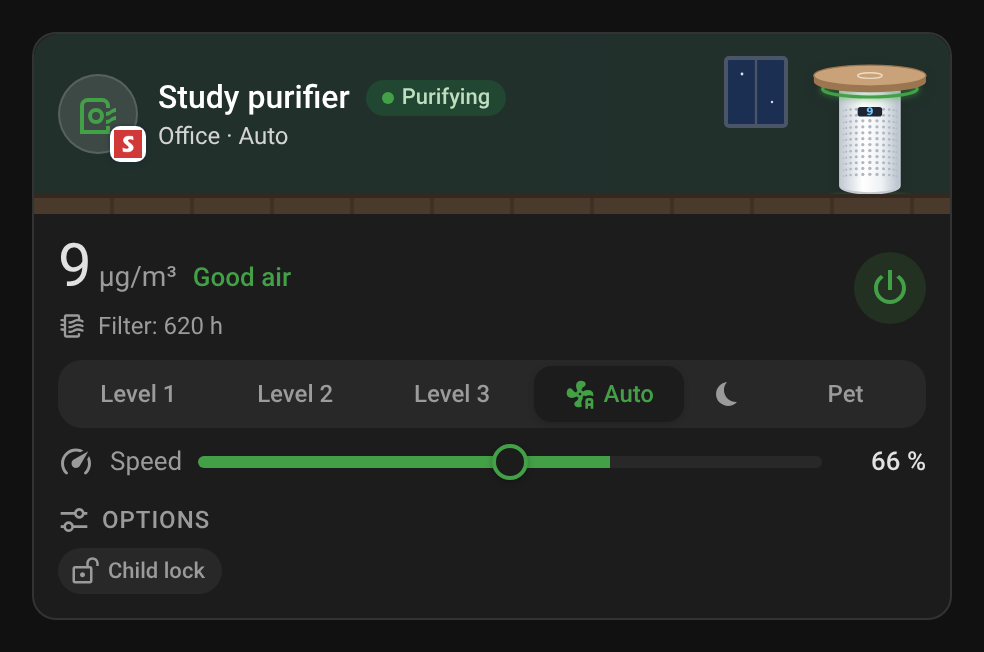 Study purifier
Purifying
Office · Auto
S
9
9 µg/m³ Good air
Filter: 620 h
Level 1 Level 2 Level 3 Auto Pet
Speed 66 %
OPTIONS
Child lock